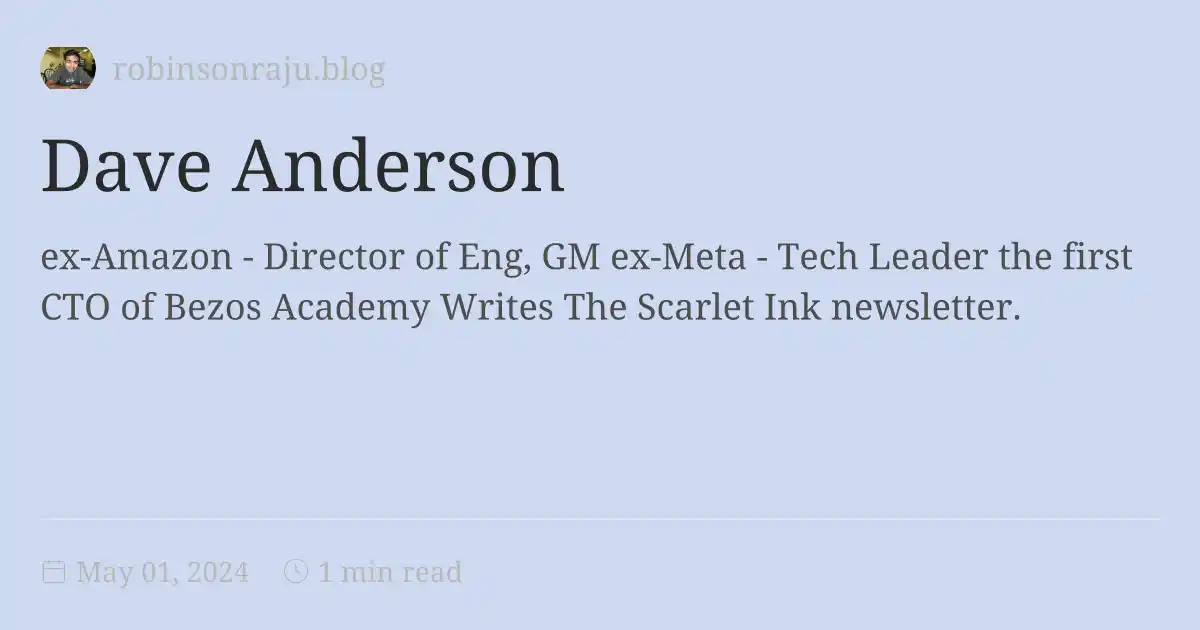 robinsonraju.blog
Dave Anderson
ex-Amazon - Director of Eng, GM ex-Meta - Tech Leader the first
CTO of Bezos Academy Writes The Scarlet Ink newsletter.
May 01, 2024 1 min read